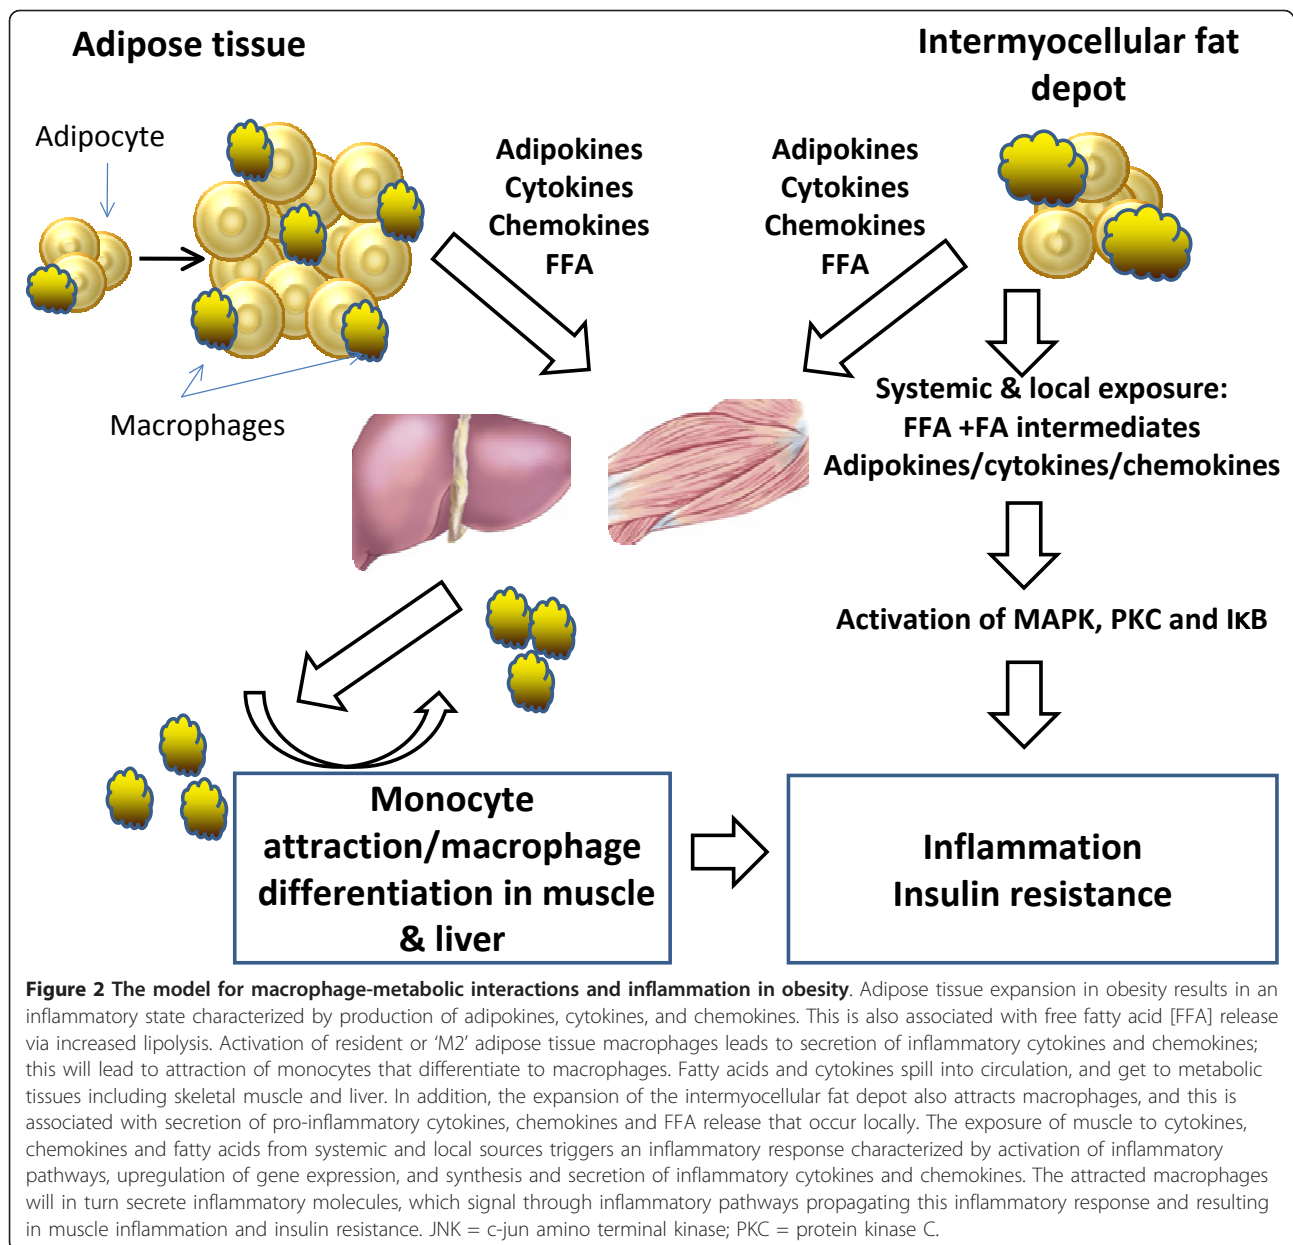 Adipose tissue
Intermyocellular fat
depot
Adipocyte
Adipokines
Cytokines
Chemokines
FFA
Adipokines
Cytokines
Chemokines
FFA
Macrophages
Systemic & local exposure:
FFA +FA intermediates
Adipokines/cytokines/chemokines
Activation of MAPK, PKC and IκB
Monocyte
attraction/macrophage
differentiation in muscle
& liver
Inflammation
Insulin resistance
Figure 2 The model for macrophage-metabolic interactions and inflammation in obesity. Adipose tissue expansion in obesity results in an
inflammatory state characterized by production of adipokines, cytokines, and chemokines. This is also associated with free fatty acid [FFA] release
via increased lipolysis. Activation of resident or ‘M2’ adipose tissue macrophages leads to secretion of inflammatory cytokines and chemokines;
this will lead to attraction of monocytes that differentiate to macrophages. Fatty acids and cytokines spill into circulation, and get to metabolic
tissues including skeletal muscle and liver. In addition, the expansion of the intermyocellular fat depot also attracts macrophages, and this is
associated with secretion of pro-inflammatory cytokines, chemokines and FFA release that occur locally. The exposure of muscle to cytokines,
chemokines and fatty acids from systemic and local sources triggers an inflammatory response characterized by activation of inflammatory
pathways, upregulation of gene expression, and synthesis and secretion of inflammatory cytokines and chemokines. The attracted macrophages
will in turn secrete inflammatory molecules, which signal through inflammatory pathways propagating this inflammatory response and resulting
in muscle inflammation and insulin resistance. JNK = c-jun amino terminal kinase; PKC = protein kinase C.